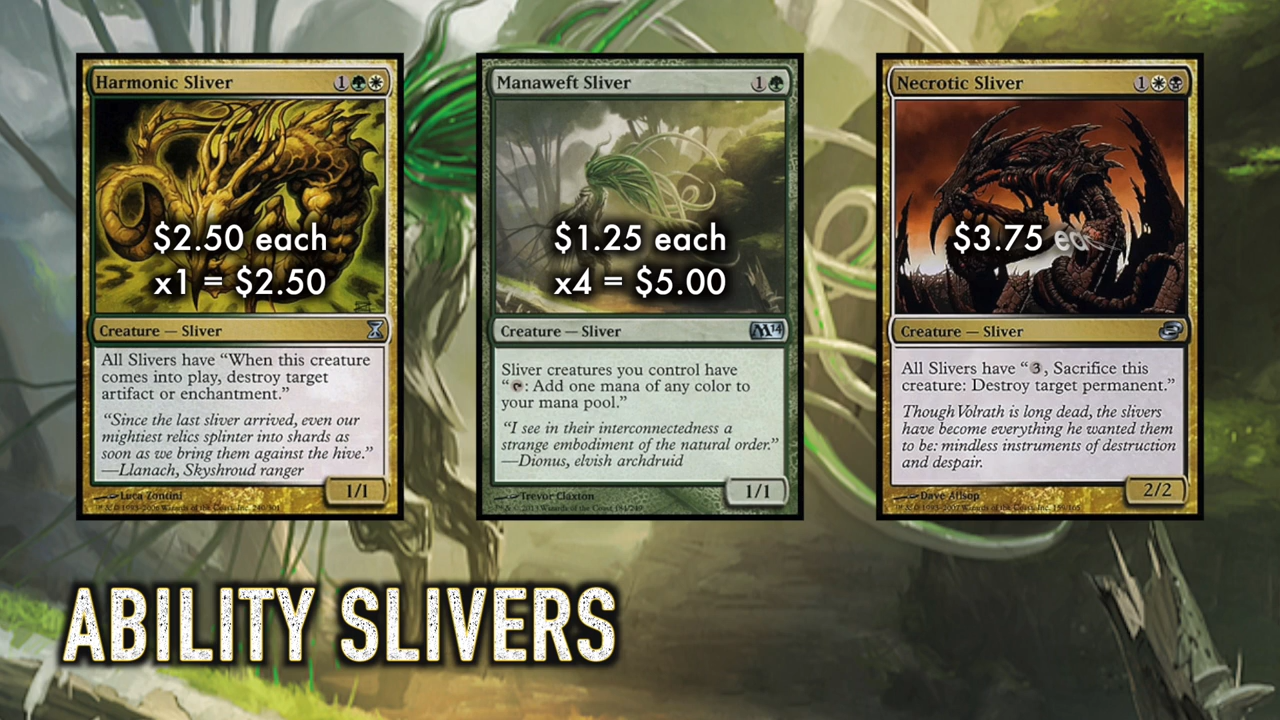 Harmonic Sliver 1
$2.50 each
x1 = $2.50
Creature — Sliver
All Slivers have “When this creature
comes into play, destroy target
artifact or enchantment.”
“Since the last sliver arrived, even our
mightiest relics splinter into shards as
soon as we bring them against the hive.”
—Llanach, Skyshroud ranger
1/1
Luca Zontini
Manaweft Sliver 1
$1.25 each
x4 = $5.00
Creature — Sliver
M14
Sliver creatures you control have
“: Add one mana of any color to
your mana pool.”
“I see in their interconnectedness a
strange embodiment of the natural order.”
—Dionus, elvish archdruid
1/1
Trevor Claxton
Necrotic Sliver 1
$3.75
Creature — Sliver
All Slivers have “3, Sacrifice this
creature: Destroy target permanent.”
Though Volrath is long dead, the slivers
have become everything he wanted them
to be: mindless instruments of destruction
and despair.
2/2
Dave Allsop
ABILITY SLIVERS